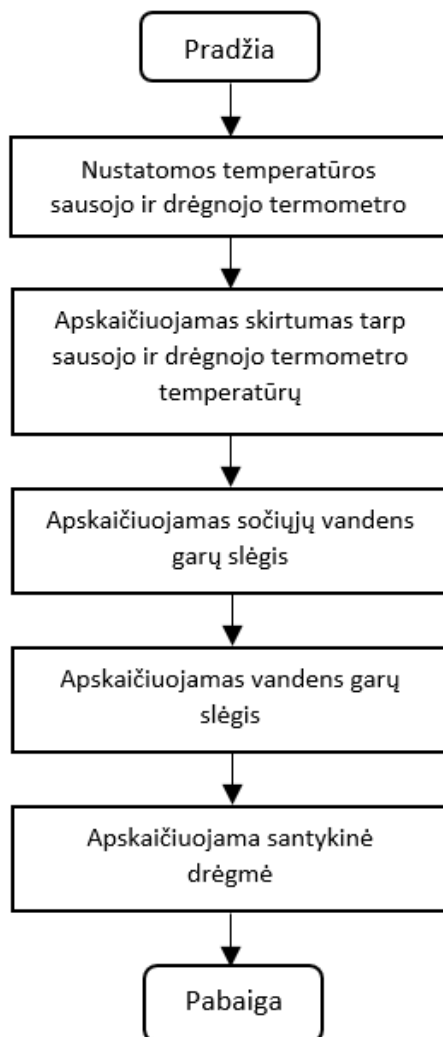 Pradžia
Nustatomos temperatūros
sausojo ir drėgnojo termometro
Apskaičiuojamas skirtumas tarp
sausojo ir drėgnojo termometro
temperatūrų
Apskaičiuojamas sočiųjų vandens
garų slėgis
Apskaičiuojamas vandens garų
slėgis
Apskaičiuojama santykinė
drėgmė
Pabaiga